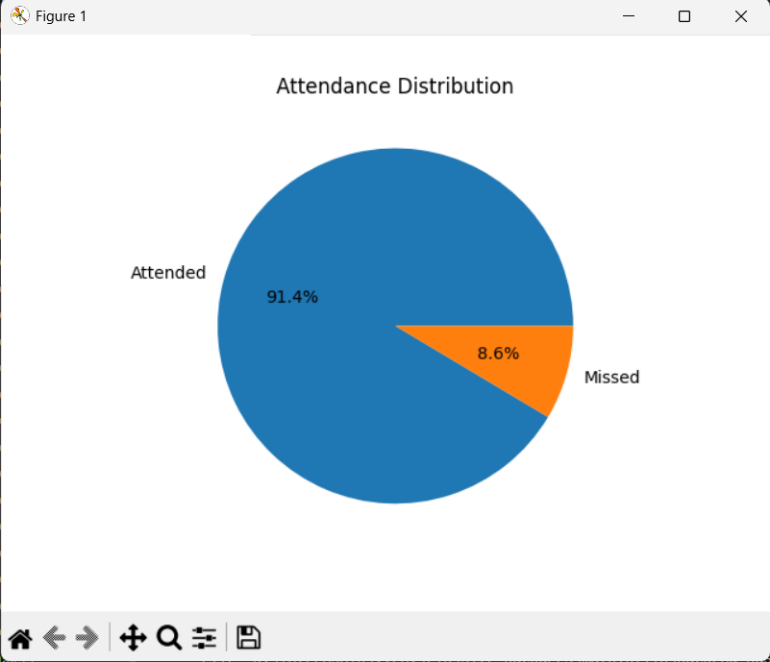 Figure 1
Attendance Distribution
Attended
91.4%
8.6%
Missed